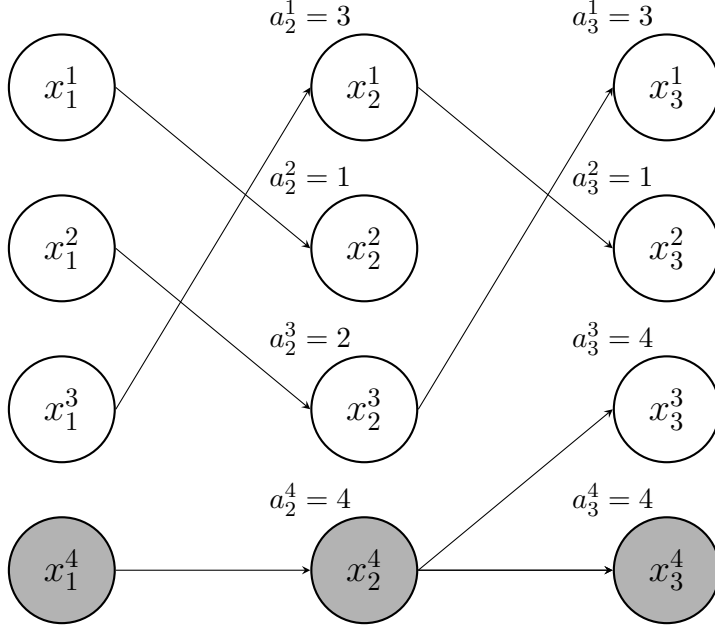 a_2^1 = 3 a_3^1 = 3
x_1^1 x_2^1 x_3^1
a_2^2 = 1 a_3^2 = 1
x_1^2 x_2^2 x_3^2
a_2^3 = 2 a_3^3 = 4
x_1^3 x_2^3 x_3^3
a_2^4 = 4 a_3^4 = 4
x_1^4 x_2^4 x_3^4